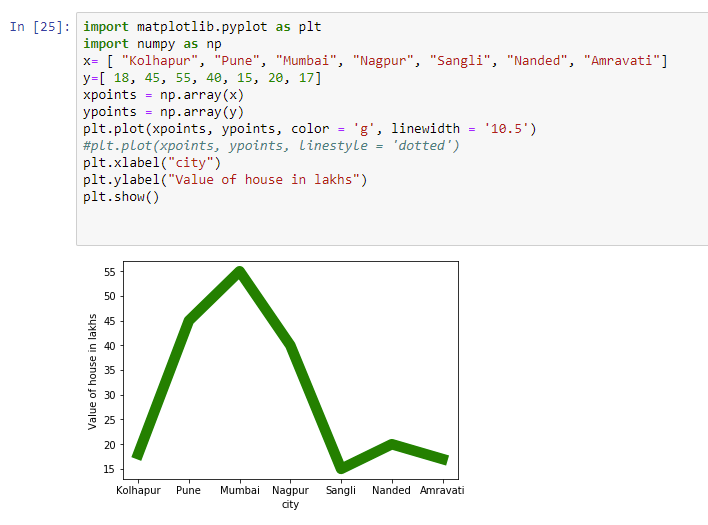 In [25]: import matplotlib.pyplot as plt
import numpy as np
x= [ "Kolhapur", "Pune", "Mumbai", "Nagpur", "Sangli", "Nanded", "Amravati"]
y=[ 18, 45, 55, 40, 15, 20, 17]
xpoints = np.array(x)
ypoints = np.array(y)
plt.plot(xpoints, ypoints, color = 'g', linewidth = '10.5')
#plt.plot(xpoints, ypoints, linestyle = 'dotted')
plt.xlabel("city")
plt.ylabel("Value of house in lakhs")
plt.show()
Value of house in lakhs
55
50
45
40
35
30
25
20
15
Kolhapur Pune Mumbai Nagpur Sangli Nanded Amravati
city